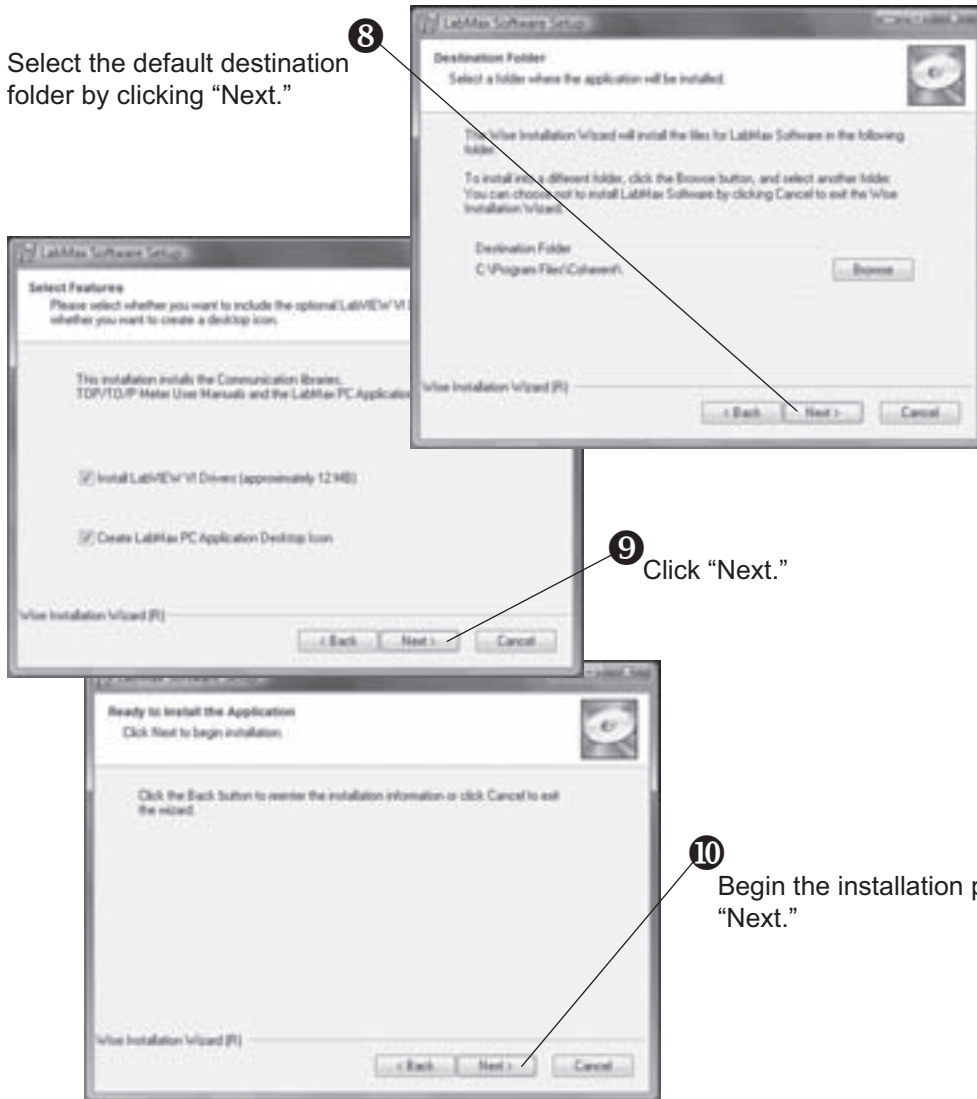 8
Select the default destination
folder by clicking “Next.”
LabMax Software Setup
Destination Folder
Select a folder where the application will be installed.
The Wise Installation Wizard will install the files for LabMax Software in the following
folder.
To install into a different folder, click the Browse button, and select another folder.
You can choose not to install LabMax Software by clicking Cancel to exit the Wise
Installation Wizard.
Destination Folder
C:\Program Files\Coherent\
Browse
Wise Installation Wizard (R)
< Back Next > Cancel
LabMax Software Setup
Select Features
Please select whether you want to include the optional LabVIEW VI
whether you want to create a desktop icon.
This installation installs the Communication libraries,
TOP/TO/P Meter User Manuals and the LabMax PC Application
Install LabVIEW VI Drivers (approximately 12 MB)
Create LabMax PC Application Desktop Icon
Wise Installation Wizard (R)
< Back Next > Cancel
9
Click “Next.”
LabMax Software Setup
Ready to Install the Application
Click Next to begin installation.
Click the Back button to reenter the installation information or click Cancel to exit
the wizard.
Wise Installation Wizard (R)
< Back Next > Cancel
10
Begin the installation p
“Next.”